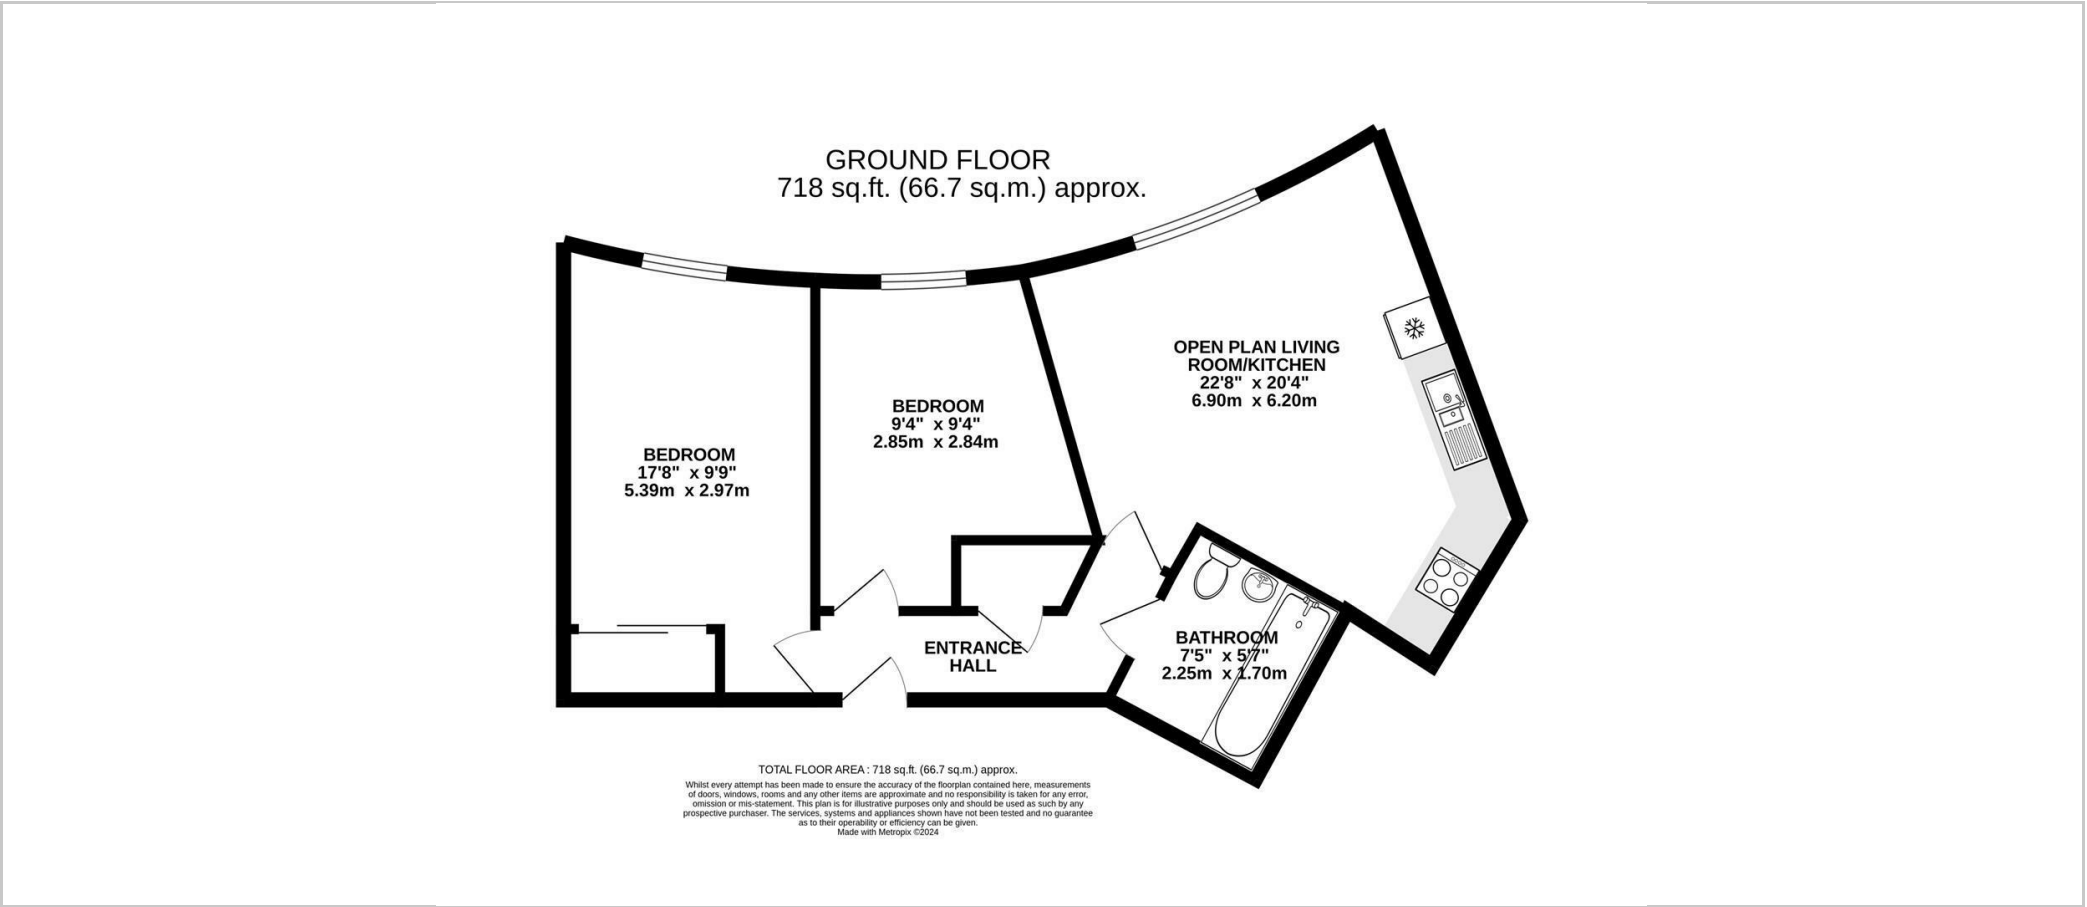 GROUND FLOOR
718 sq.ft. (66.7 sq.m.) approx.
OPEN PLAN LIVING
ROOM/KITCHEN
22'8" x 20'4"
6.90m x 6.20m
BEDROOM
9'4" x 9'4"
2.85m x 2.84m
BEDROOM
17'8" x 9'9"
5.39m x 2.97m
ENTRANCE
HALL
BATHROOM
7'5" x 5'7"
2.25m x 1.70m
TOTAL FLOOR AREA : 718 sq.ft. (66.7 sq.m.) approx.
Whilst every attempt has been made to ensure the accuracy of the floorplan contained here, measurements
of doors, windows, rooms and any other items are approximate and no responsibility is taken for any error,
omission or mis-statement. This plan is for illustrative purposes only and should be used as such by any
prospective purchaser. The services, systems and appliances shown have not been tested and no guarantee
as to their operability or efficiency can be given.
Made with Metropix ©2024